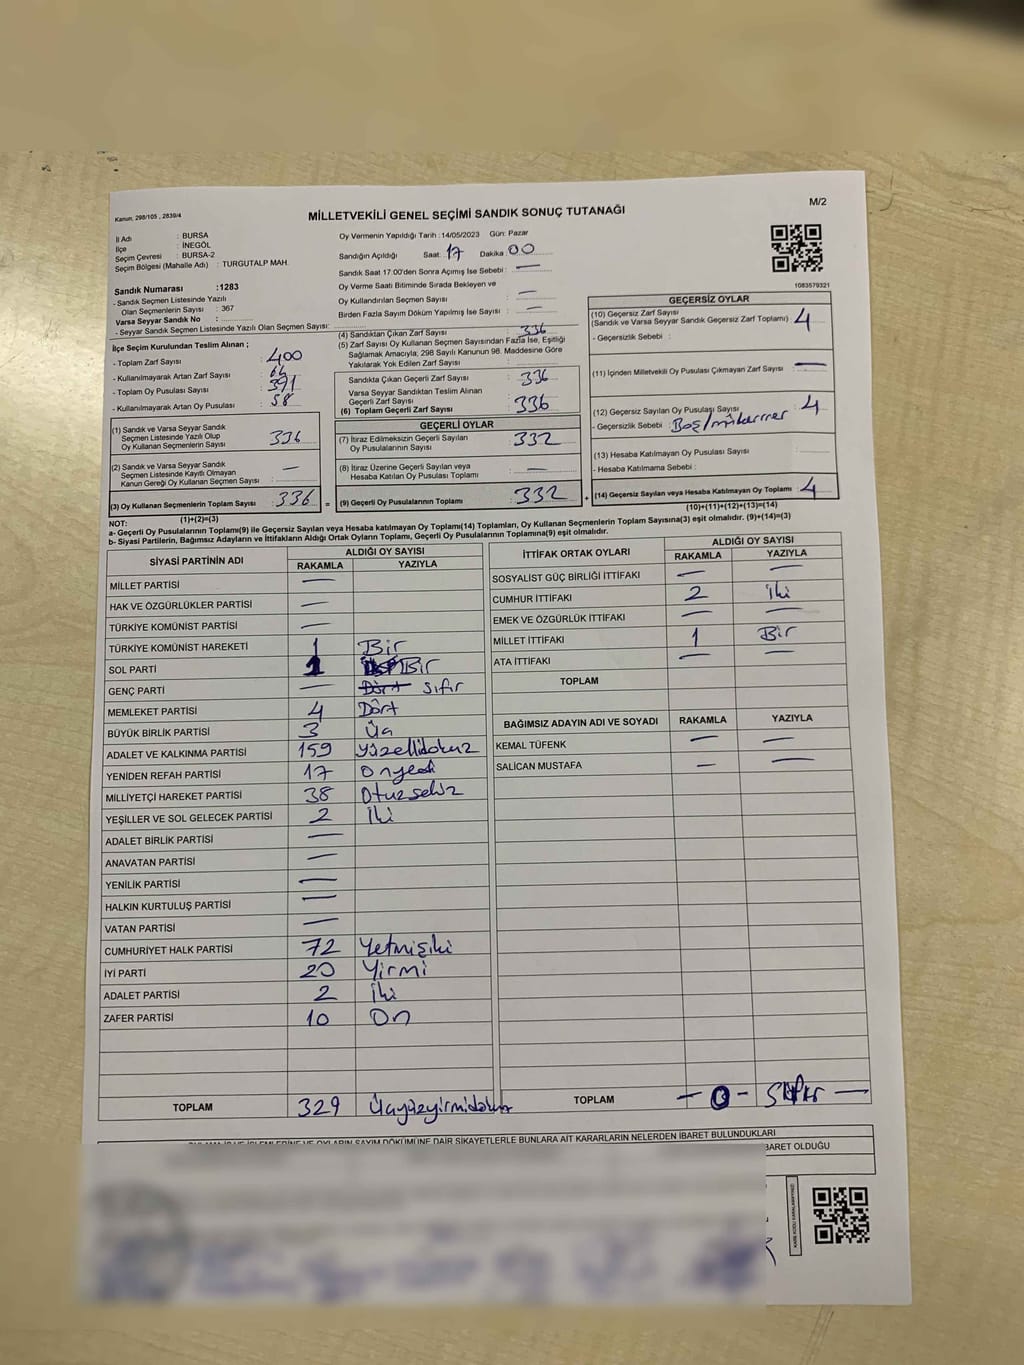 Kanun, 298/105 , 2839/4
MİLLETVEKİLİ GENEL SEÇİMİ SANDIK SONUÇ TUTANAĞI
M/2
İl Adı : BURSA
İlçe : İNEGÖL
Seçim Çevresi : BURSA-2
Seçim Bölgesi (Mahalle Adı) : TURGUTALP MAH.
Sandık Numarası :1283
- Sandık Seçmen Listesinde Yazılı
Olan Seçmenlerin Sayısı : 367
Varsa Seyyar Sandık No :
- Seyyar Sandık Seçmen Listesinde Yazılı Olan Seçmen Sayısı:
Oy Vermenin Yapıldığı Tarih : 14/05/2023 Gün: Pazar
Sandığın Açıldığı Saat: 17 Dakika: 00
Sandık Saat 17:00'den Sonra Açımış İse Sebebi : —
Oy Verme Saati Bitiminde Sırada Bekleyen ve
Oy Kullandırılan Seçmen Sayısı : —
Birden Fazla Sayım Döküm Yapılmış İse Sayısı : —
1083579321
İlçe Seçim Kurulundan Teslim Alınan ;
- Toplam Zarf Sayısı : 400
- Kullanılmayarak Artan Zarf Sayısı : 64
- Toplam Oy Pusulası Sayısı : 391
- Kullanılmayarak Artan Oy Pusulası : 58
(4) Sandıktan Çıkan Zarf Sayısı : 336
(5) Zarf Sayısı Oy Kullanan Seçmen Sayısından Fazla İse, Eşitliği
Sağlamak Amacıyla; 298 Sayılı Kanunun 98. Maddesine Göre
Yakılarak Yok Edilen Zarf Sayısı :
Sandıkta Çıkan Geçerli Zarf Sayısı : 336
Varsa Seyyar Sandıktan Teslim Alınan
Geçerli Zarf Sayısı :
(6) Toplam Geçerli Zarf Sayısı : 336
GEÇERSİZ OYLAR
(10) Geçersiz Zarf Sayısı
(Sandık ve Varsa Seyyar Sandık Geçersiz Zarf Toplamı) : 4
- Geçersizlik Sebebi :
(11) İçinden Milletvekili Oy Pusulası Çıkmayan Zarf Sayısı : —
(12) Geçersiz Sayılan Oy Pusulası Sayısı : 4
- Geçersizlik Sebebi : Boş/mükerrer
(13) Hesaba Katılmayan Oy Pusulası Sayısı :
- Hesaba Katılmama Sebebi :
(14) Geçersiz Sayılan veya Hesaba Katılmayan Oy Toplamı : 4
(10)+(11)+(12)+(13)=(14)
(1) Sandık ve Varsa Seyyar Sandık
Seçmen Listesinde Yazılı Olup
Oy Kullanan Seçmenlerin Sayısı : 336
(2) Sandık ve Varsa Seyyar Sandık
Seçmen Listesinde Kayıtlı Olmayan
Kanun Gereği Oy Kullanan Seçmen Sayısı : —
(3) Oy Kullanan Seçmenlerin Toplam Sayısı : 336 =
(1)+(2)=(3)
GEÇERLİ OYLAR
(7) İtiraz Edilmeksizin Geçerli Sayılan
Oy Pusulalarının Sayısı : 332
(8) İtiraz Üzerine Geçerli Sayılan veya
Hesaba Katılan Oy Pusulası Toplamı : —
(9) Geçerli Oy Pusulalarının Toplamı : 332 +
NOT:
a- Geçerli Oy Pusulalarının Toplamı(9) ile Geçersiz Sayılan veya Hesaba katılmayan Oy Toplamı(14) Toplamları, Oy Kullanan Seçmenlerin Toplam Sayısına(3) eşit olmalıdır. (9)+(14)=(3)
b- Siyasi Partilerin, Bağımsız Adayların ve İttifakların Aldığı Ortak Oyların Toplamı, Geçerli Oy Pusulalarının Toplamına(9) eşit olmalıdır.
SİYASİ PARTİNİN ADI ALDIĞI OY SAYISI
RAKAMLA YAZIYLA
MİLLET PARTİSİ —
HAK VE ÖZGÜRLÜKLER PARTİSİ —
TÜRKİYE KOMÜNİST PARTİSİ —
TÜRKİYE KOMÜNİST HAREKETİ 1 Bir
SOL PARTİ 1 Bir
GENÇ PARTİ — Dört sıfır
MEMLEKET PARTİSİ 4 Dört
BÜYÜK BİRLİK PARTİSİ 3 Üç
ADALET VE KALKINMA PARTİSİ 159 yüzellidokuz
YENİDEN REFAH PARTİSİ 17 onyedi
MİLLİYETÇİ HAREKET PARTİSİ 38 Otuzsekiz
YEŞİLLER VE SOL GELECEK PARTİSİ 2 İki
ADALET BİRLİK PARTİSİ —
ANAVATAN PARTİSİ —
YENİLİK PARTİSİ —
HALKIN KURTULUŞ PARTİSİ —
VATAN PARTİSİ —
CUMHURİYET HALK PARTİSİ 72 Yetmişiki
İYİ PARTİ 20 Yirmi
ADALET PARTİSİ 2 İki
ZAFER PARTİSİ 10 On
TOPLAM 329 Üçyüzyirmidokuz
İTTİFAK ORTAK OYLARI ALDIĞI OY SAYISI
RAKAMLA YAZIYLA
SOSYALİST GÜÇ BİRLİĞİ İTTİFAKI — —
CUMHUR İTTİFAKI 2 İki
EMEK VE ÖZGÜRLÜK İTTİFAKI — —
MİLLET İTTİFAKI 1 Bir
ATA İTTİFAKI — —
TOPLAM
BAĞIMSIZ ADAYIN ADI VE SOYADI RAKAMLA YAZIYLA
KEMAL TÜFENK — —
SALİCAN MUSTAFA — —
TOPLAM — 0 — Sıfır —
SAYIM DÖKÜMÜNE DAİR ŞİKAYETLERLE BUNLARA AİT KARARLARIN NELERDEN İBARET BULUNDUKLARI
BARET OLDUĞU